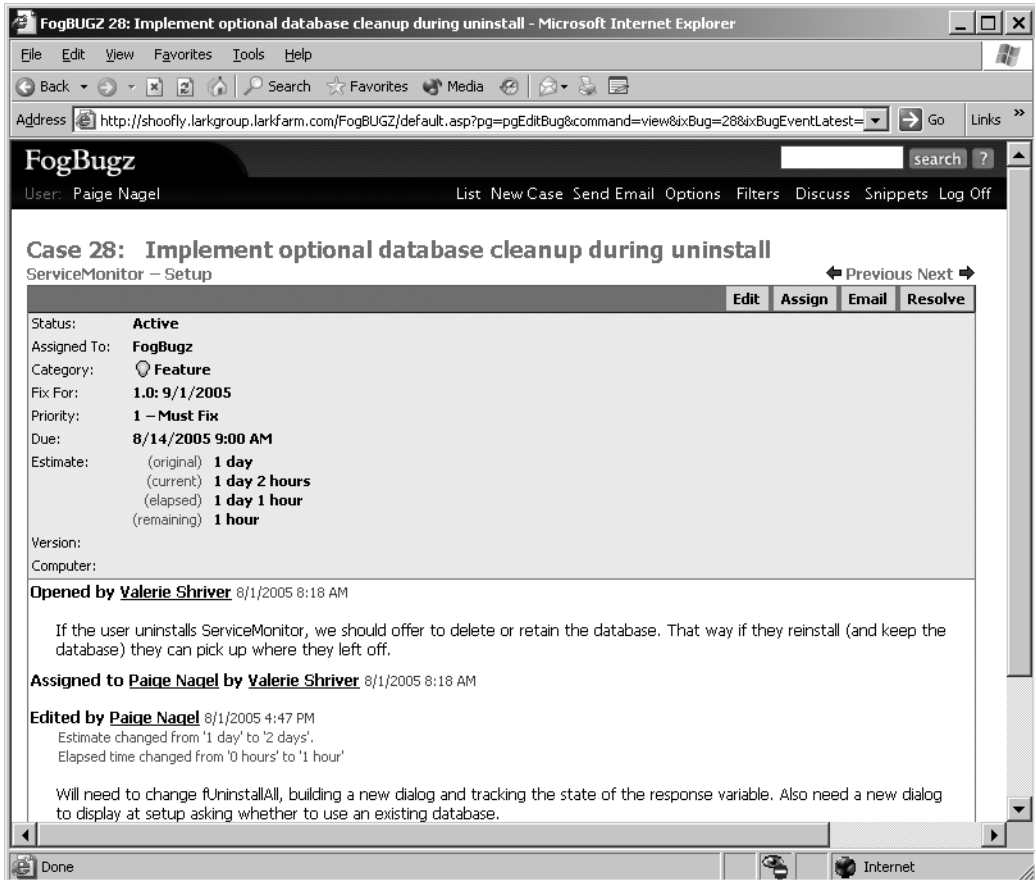 FogBUGZ 28: Implement optional database cleanup during uninstall - Microsoft Internet Explorer
File Edit View Favorites Tools Help
Back Search Favorites Media
Address http://shoofly.larkgroup.larkfarm.com/FogBUGZ/default.asp?pg=pgEditBug&command=view&ixBug=28&ixBugEventLatest= Go Links »
FogBugz search ?
User: Paige Nagel List New Case Send Email Options Filters Discuss Snippets Log Off
Case 28: Implement optional database cleanup during uninstall
ServiceMonitor – Setup Previous Next
Edit Assign Email Resolve
Status: Active
Assigned To: FogBugz
Category: Feature
Fix For: 1.0: 9/1/2005
Priority: 1 – Must Fix
Due: 8/14/2005 9:00 AM
Estimate: (original) 1 day
(current) 1 day 2 hours
(elapsed) 1 day 1 hour
(remaining) 1 hour
Version:
Computer:
Opened by Valerie Shriver 8/1/2005 8:18 AM
If the user uninstalls ServiceMonitor, we should offer to delete or retain the database. That way if they reinstall (and keep the
database) they can pick up where they left off.
Assigned to Paige Nagel by Valerie Shriver 8/1/2005 8:18 AM
Edited by Paige Nagel 8/1/2005 4:47 PM
Estimate changed from '1 day' to '2 days'.
Elapsed time changed from '0 hours' to '1 hour'
Will need to change fUninstallAll, building a new dialog and tracking the state of the response variable. Also need a new dialog
to display at setup asking whether to use an existing database.
Done Internet